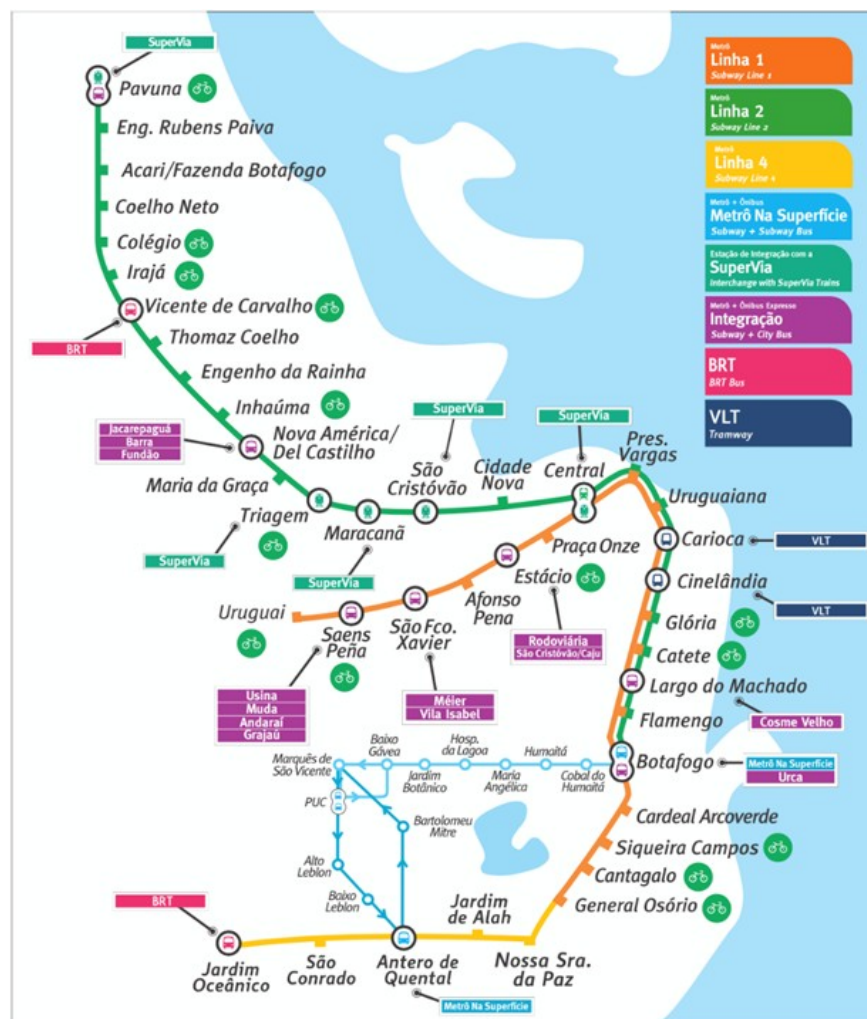 SuperVia
Pavuna
Eng. Rubens Paiva
Acari/Fazenda Botafogo
Coelho Neto
Colégio
Irajá
Vicente de Carvalho
BRT
Thomaz Coelho
Engenho da Rainha
Inhaúma
Jacarepaguá
Barra
Fundão
Nova América/
Del Castilho
Maria da Graça
Triagem
SuperVia
Maracanã
SuperVia
São
Cristóvão
SuperVia
Cidade
Nova
Central
SuperVia
Pres.
Vargas
Uruguaiana
Carioca
VLT
Cinelândia
VLT
Glória
Catete
Largo do Machado
Cosme Velho
Flamengo
Botafogo
Metrô Na Superfície
Urca
Praça Onze
Estácio
Rodoviária
São Cristóvão/Caju
Afonso
Pena
São Fco.
Xavier
Méier
Vila Isabel
Saens
Peña
Usina
Muda
Andaraí
Grajaú
Uruguai
Marquês de
São Vicente
Baixo
Gávea
Jardim
Botânico
Hosp.
da Lagoa
Maria
Angélica
Humaitá
Cobal do
Humaitá
PUC
Bartolomeu
Mitre
Alto
Leblon
Baixo
Leblon
Cardeal Arcoverde
Siqueira Campos
Cantagalo
General Osório
Nossa Sra.
da Paz
Jardim
de Alah
Antero de
Quental
Metrô Na Superfície
São
Conrado
Jardim
Oceânico
BRT
Metrô
Linha 1
Subway Line 1
Metrô
Linha 2
Subway Line 2
Metrô
Linha 4
Subway Line 4
Metrô + Ônibus
Metrô Na Superfície
Subway + Subway Bus
Estação de Integração com a
SuperVia
Interchange with SuperVia Trains
Metrô + Ônibus Expresso
Integração
Subway + City Bus
BRT
BRT Bus
VLT
Tramway